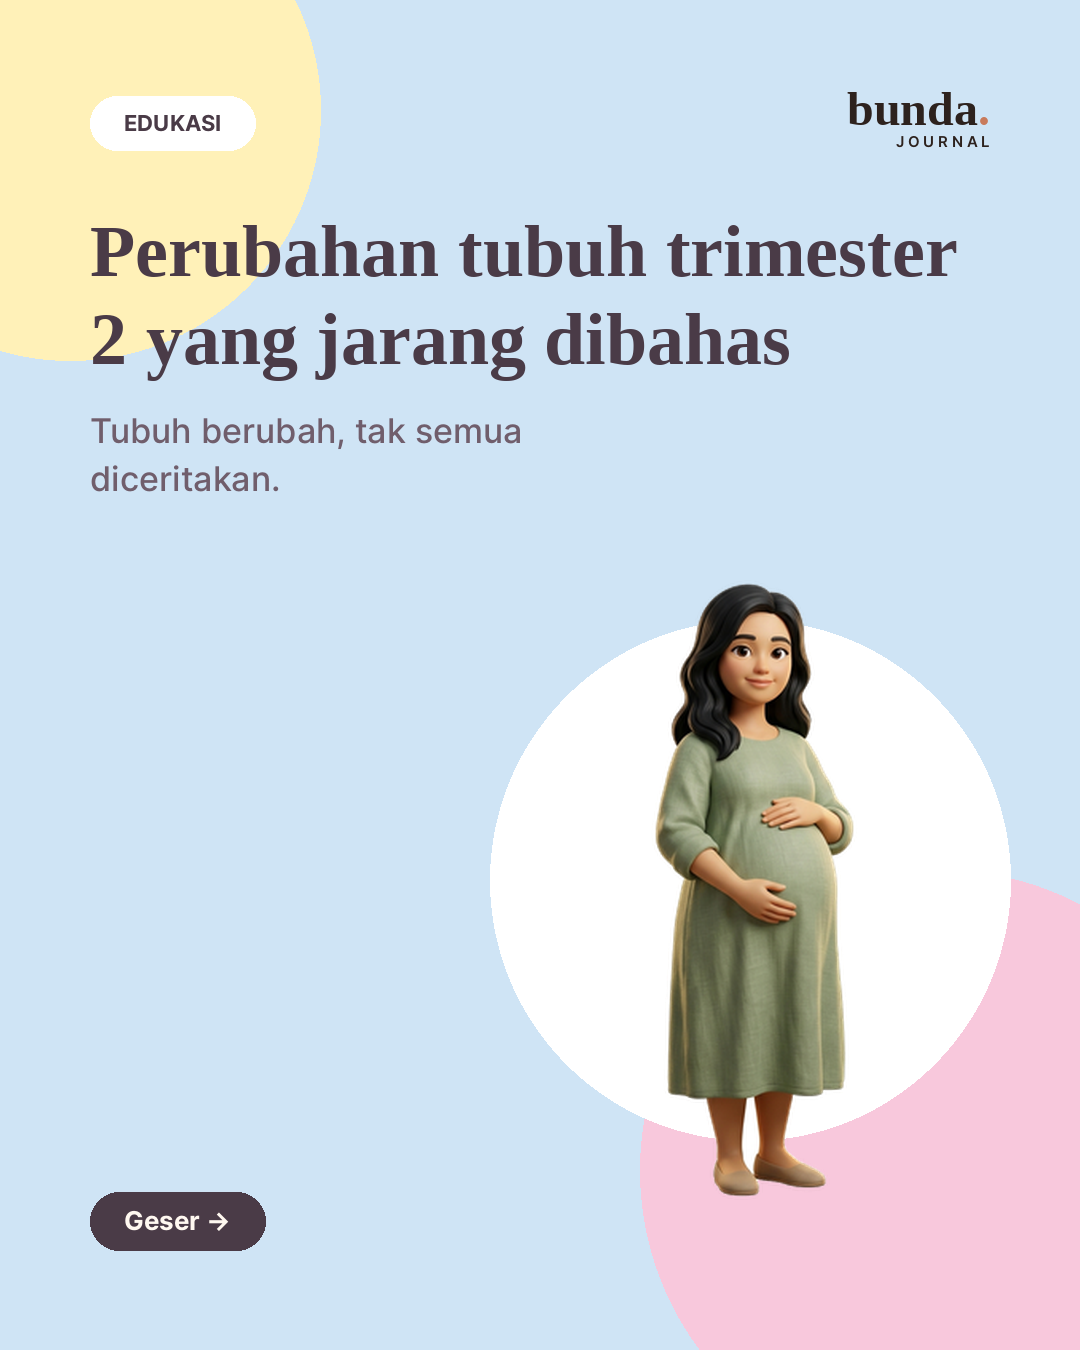 EDUKASI
bunda.
JOURNAL
Perubahan tubuh trimester
2 yang jarang dibahas
Tubuh berubah, tak semua
diceritakan.
Geser →